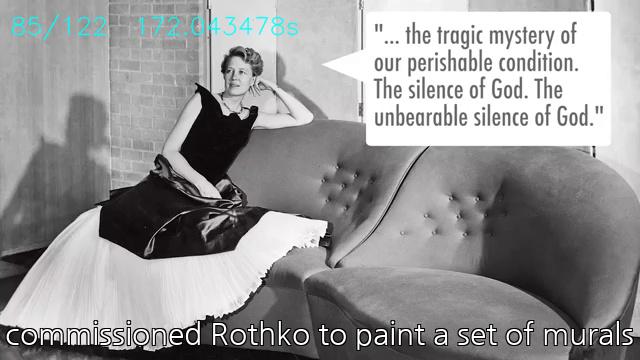 85/122 172.043478s
"... the tragic mystery of
our perishable condition.
The silence of God. The
unbearable silence of God."
commissioned Rothko to paint a set of murals